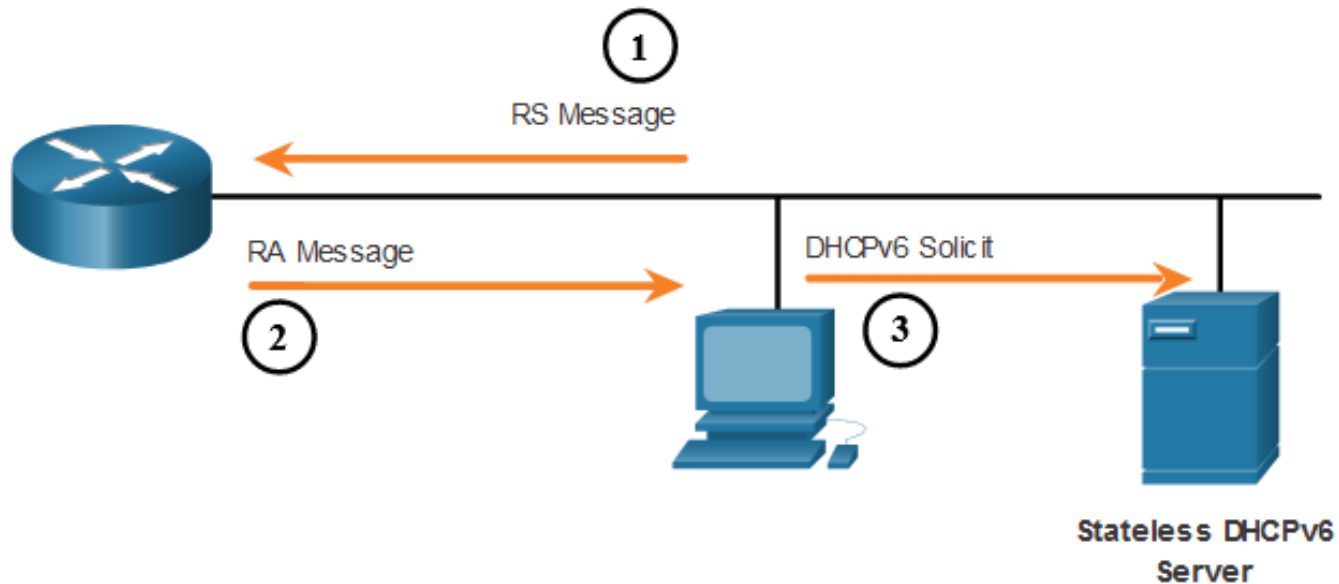 1
RS Message
RA Message
2
DHCPv6 Solicit
3
Stateless DHCPv6
Server